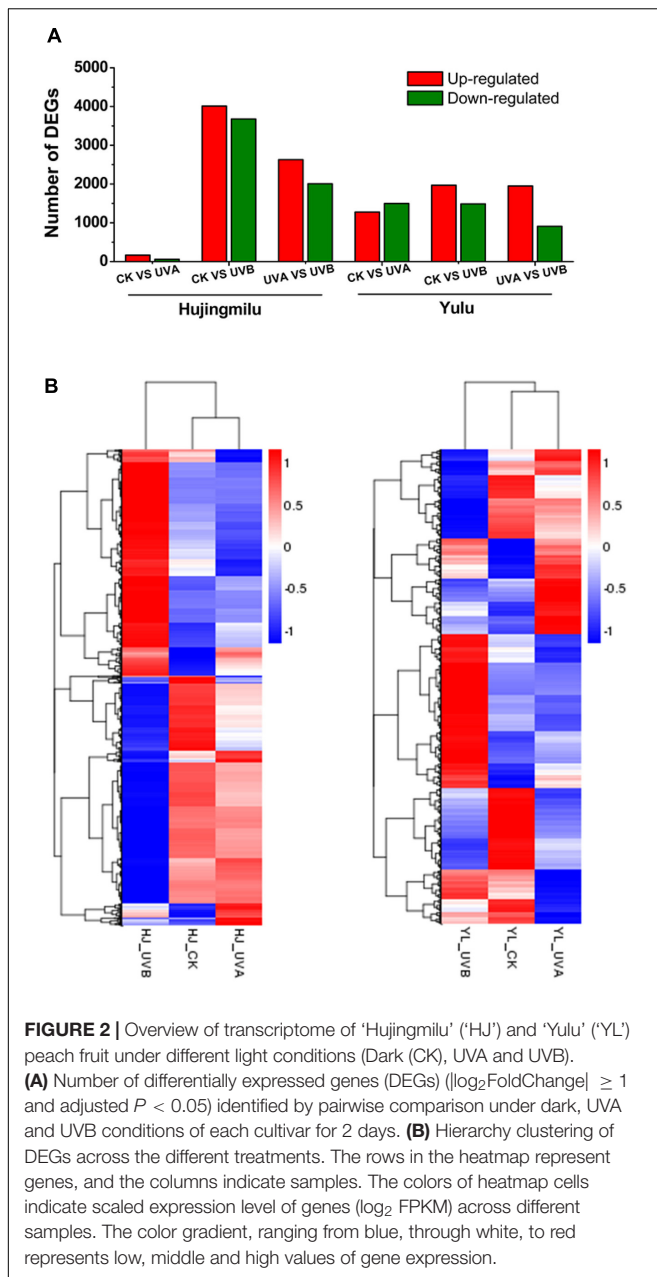 A
5000
4000
3000
2000
1000
0
Number of DEGs
Up-regulated
Down-regulated
CK VS UVA
CK VS UVB
UVA VS UVB
CK VS UVA
CK VS UVB
UVA VS UVB
Hujingmilu
Yulu
B
1
0.5
0
-0.5
-1
1
0.5
0
-0.5
-1
HJ_UVB
HJ_CK
HJ_UVA
YL_UVB
YL_CK
YL_UVA
FIGURE 2 | Overview of transcriptome of ‘Hujingmilu’ (‘HJ’) and ‘Yulu’ (‘YL’)
peach fruit under different light conditions (Dark (CK), UVA and UVB).
(A) Number of differentially expressed genes (DEGs) (|log₂FoldChange| ≥ 1
and adjusted P < 0.05) identified by pairwise comparison under dark, UVA
and UVB conditions of each cultivar for 2 days. (B) Hierarchy clustering of
DEGs across the different treatments. The rows in the heatmap represent
genes, and the columns indicate samples. The colors of heatmap cells
indicate scaled expression level of genes (log₂ FPKM) across different
samples. The color gradient, ranging from blue, through white, to red
represents low, middle and high values of gene expression.